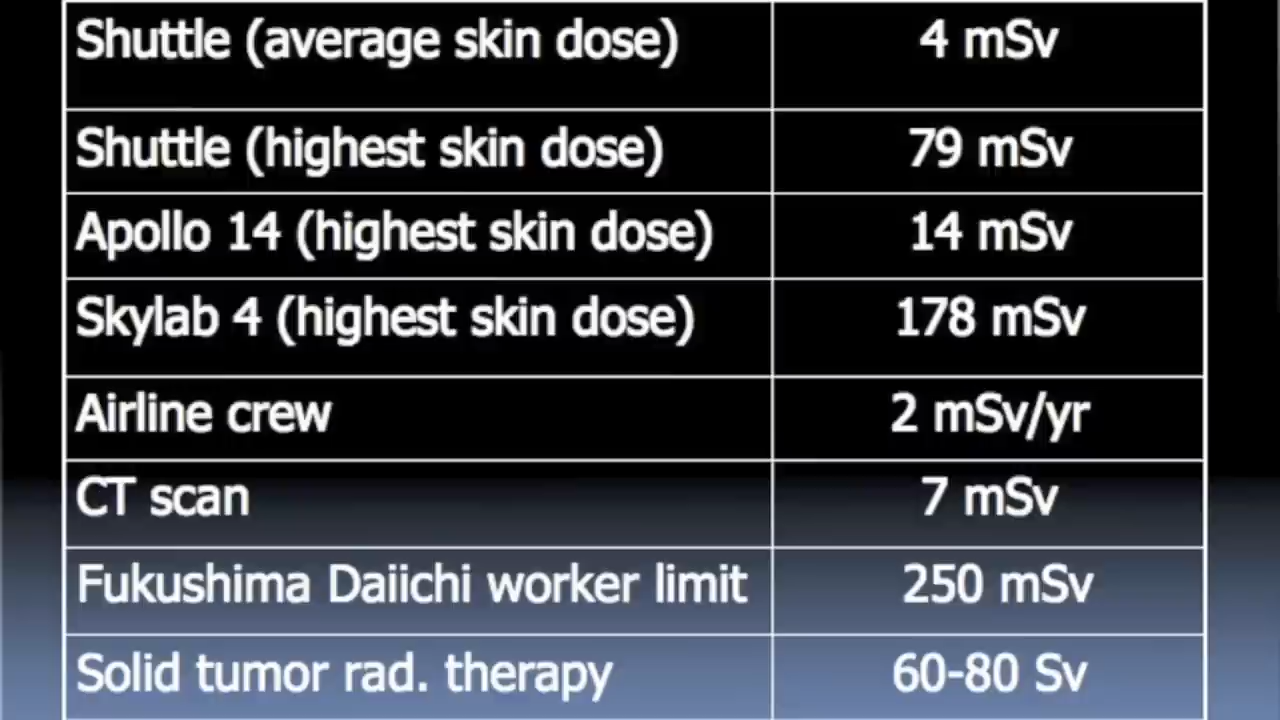 Shuttle (average skin dose) 4 mSv
Shuttle (highest skin dose) 79 mSv
Apollo 14 (highest skin dose) 14 mSv
Skylab 4 (highest skin dose) 178 mSv
Airline crew 2 mSv/yr
CT scan 7 mSv
Fukushima Daiichi worker limit 250 mSv
Solid tumor rad. therapy 60-80 Sv